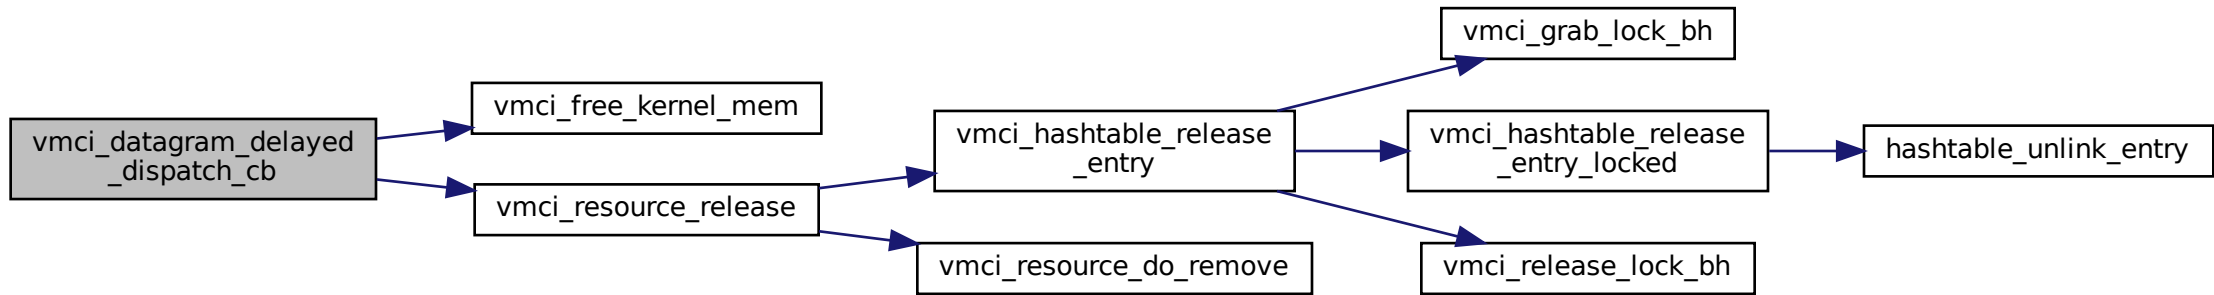 vmci_datagram_delayed
_dispatch_cb
vmci_free_kernel_mem
vmci_resource_release
vmci_hashtable_release
_entry
vmci_resource_do_remove
vmci_grab_lock_bh
vmci_hashtable_release
_entry_locked
vmci_release_lock_bh
hashtable_unlink_entry